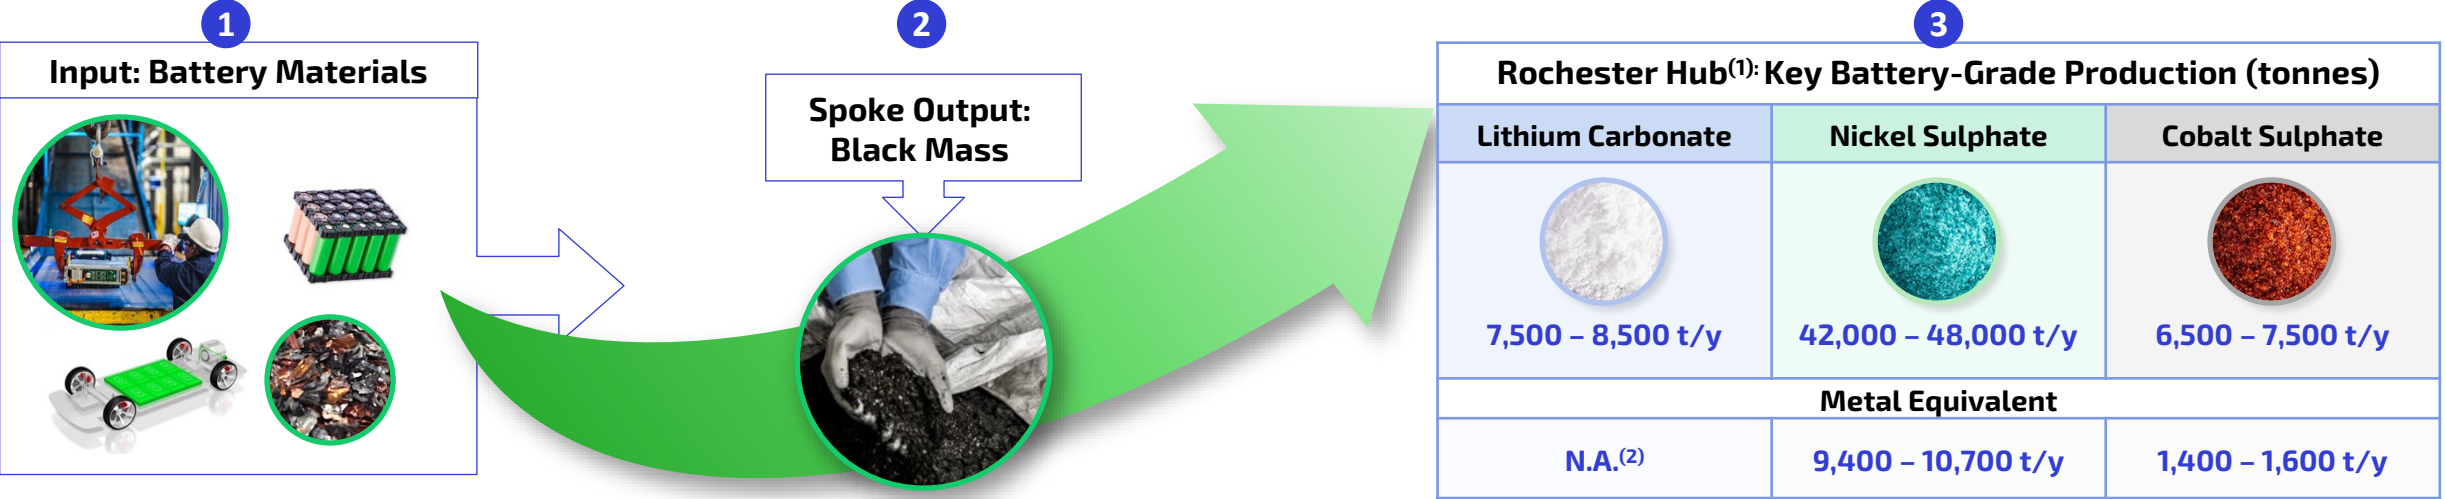 1
Input: Battery Materials
2
Spoke Output:
Black Mass
3
Rochester Hub(1): Key Battery-Grade Production (tonnes)
Lithium Carbonate
Nickel Sulphate
Cobalt Sulphate
7,500 – 8,500 t/y
42,000 – 48,000 t/y
6,500 – 7,500 t/y
Metal Equivalent
N.A.(2)
9,400 – 10,700 t/y
1,400 – 1,600 t/y